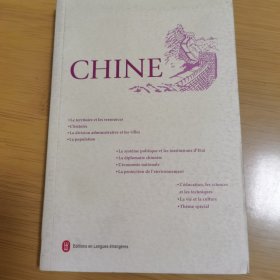 CHINE
• Le territoire et les ressources
• L'histoire
• La division administrative et les villes
• La population
• Le système politique et les institutions d'État
• La diplomatie chinoise
• L'économie nationale
• La protection de l'environnement
• L'éducation, les sciences
et les techniques
• La vie et la culture
• Thème spécial
Éditions en Langues étrangères